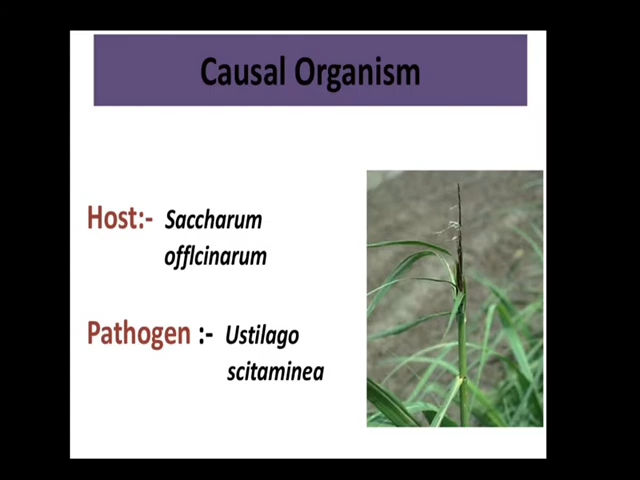 Causal Organism
Host:- Saccharum
offlcinarum
Pathogen :- Ustilago
scitaminea